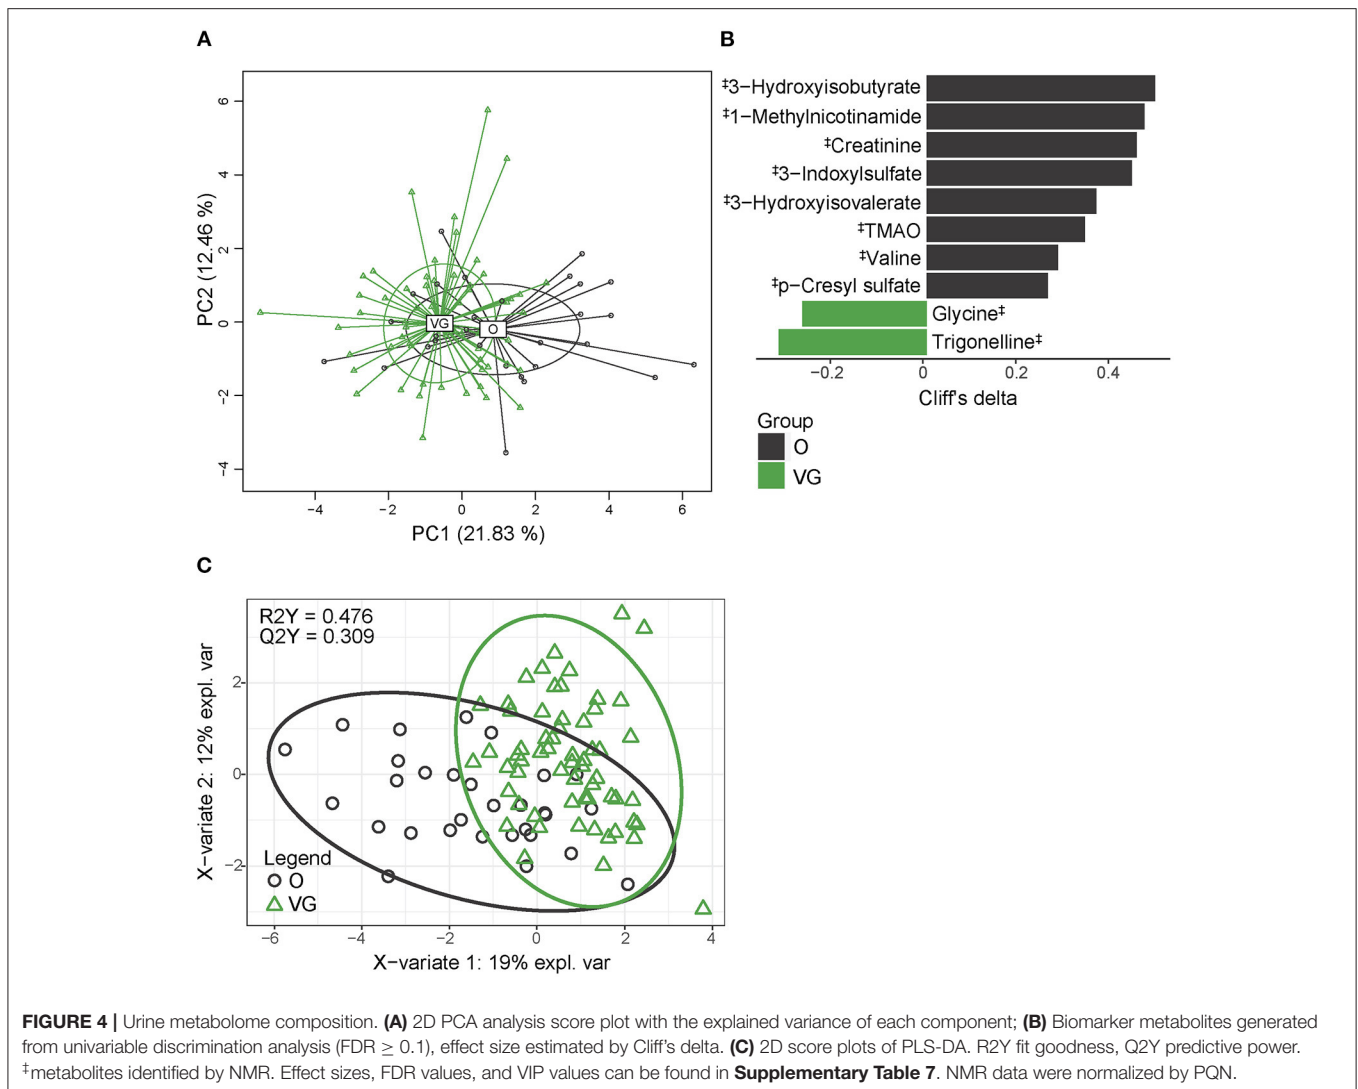 A
PC2 (12.46 %)
6
4
2
0
−2
−4
VG
O
−4
−2
0
2
4
6
PC1 (21.83 %)
B
‡3−Hydroxyisobutyrate
‡1−Methylnicotinamide
‡Creatinine
‡3−Indoxylsulfate
‡3−Hydroxyisovalerate
‡TMAO
‡Valine
‡p−Cresyl sulfate
Glycine‡
Trigonelline‡
−0.2
0
0.2
0.4
Cliff's delta
Group
O
VG
C
R2Y = 0.476
Q2Y = 0.309
X−variate 2: 12% expl. var
2
0
−2
Legend
O
VG
−6
−4
−2
0
2
4
X−variate 1: 19% expl. var
FIGURE 4 | Urine metabolome composition. (A) 2D PCA analysis score plot with the explained variance of each component; (B) Biomarker metabolites generated
from univariable discrimination analysis (FDR ≥ 0.1), effect size estimated by Cliff's delta. (C) 2D score plots of PLS-DA. R2Y fit goodness, Q2Y predictive power.
‡metabolites identified by NMR. Effect sizes, FDR values, and VIP values can be found in Supplementary Table 7. NMR data were normalized by PQN.